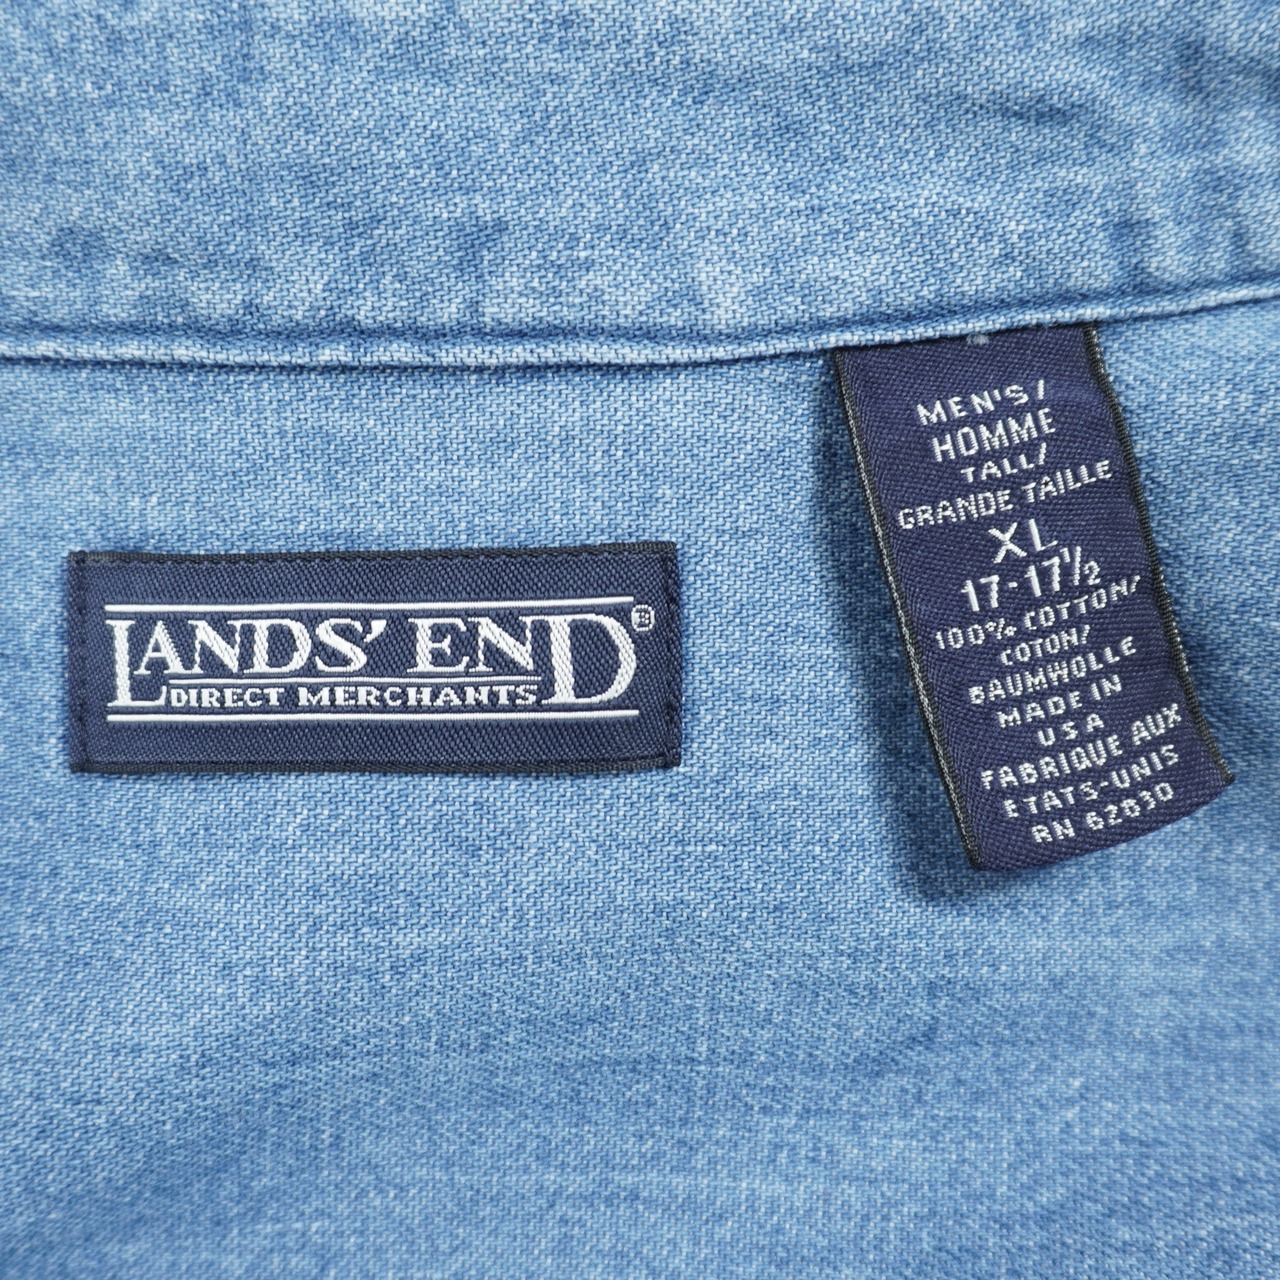 LANDS' END®
DIRECT MERCHANTS
MEN'S/
HOMME
TALL/
GRANDE TAILLE
XL
17-17½
100% COTTON/
COTON/
BAUMWOLLE
MADE IN
USA
FABRIQUE AUX
ETATS-UNIS
RN 62830